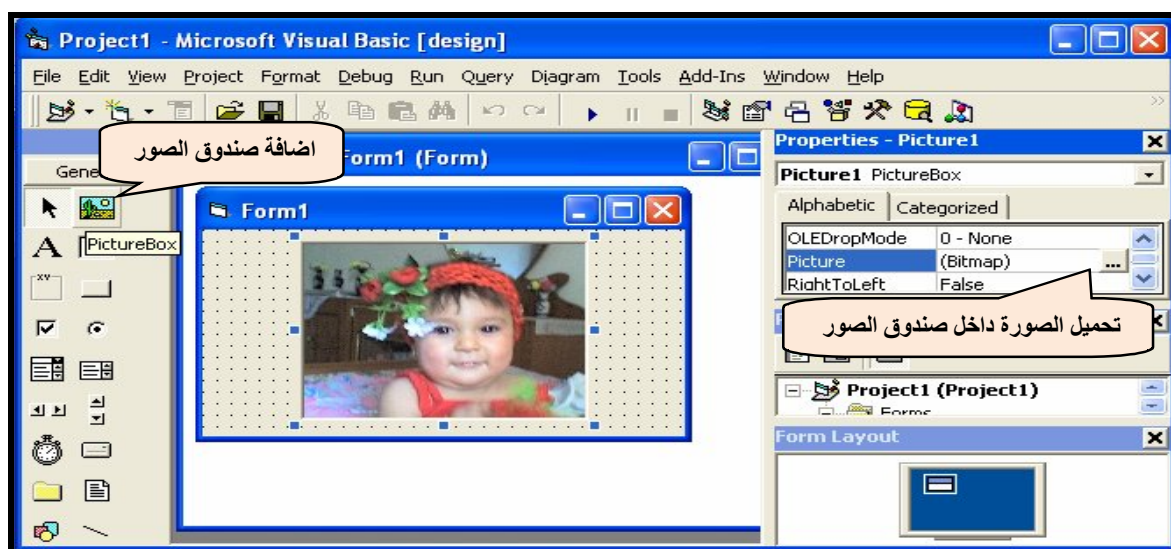 Project1 - Microsoft Visual Basic [design]
File Edit View Project Format Debug Run Query Diagram Tools Add-Ins Window Help
اضافة صندوق الصور
Form1 (Form)
Properties - Picture1
Picture1 PictureBox
Alphabetic Categorized
OLEDropMode 0 - None
Picture (Bitmap) ...
RightToLeft False
تحميل الصورة داخل صندوق الصور
Form1
A PictureBox
xv
Project1 (Project1)
Forms
Form Layout